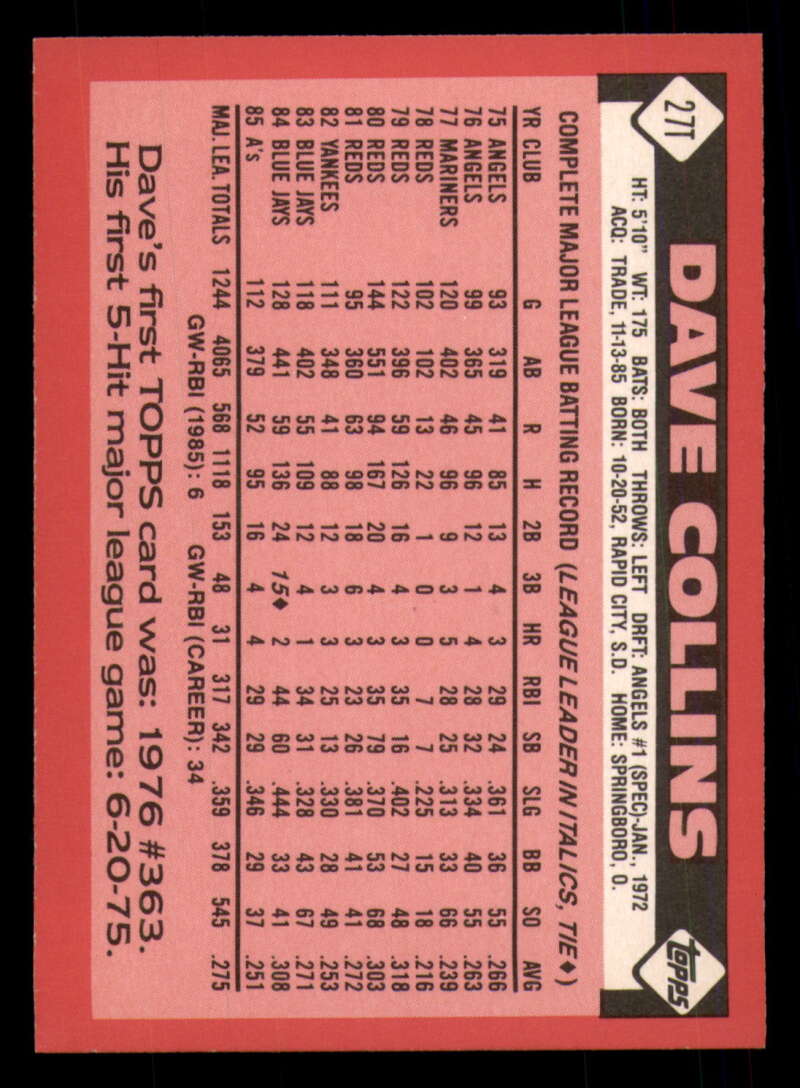 27T
DAVE COLLINS
TOPPS
HT: 5'10" WT: 175 BATS: BOTH THROWS: LEFT DRFT: ANGELS #1 (SPEC)-JAN., 1972
ACQ: TRADE, 11-13-85 BORN: 10-20-52, RAPID CITY, S.D. HOME: SPRINGBORO, O.
COMPLETE MAJOR LEAGUE BATTING RECORD (LEAGUE LEADER IN ITALICS, TIE♦)
YR CLUB G AB R H 2B 3B HR RBI SB SLG BB SO AVG
75 ANGELS 93 319 41 85 13 4 3 29 24 .361 36 55 .266
76 ANGELS 99 365 45 96 12 1 4 28 32 .334 40 55 .263
77 MARINERS 120 402 46 96 9 3 5 28 25 .313 33 66 .239
78 REDS 102 102 13 22 1 0 0 7 7 .225 15 18 .216
79 REDS 122 396 59 126 16 4 3 35 16 .402 27 48 .318
80 REDS 144 551 94 167 20 4 3 35 79 .370 53 68 .303
81 REDS 95 360 63 98 18 6 3 23 26 .381 41 41 .272
82 YANKEES 111 348 41 88 12 3 3 25 13 .330 28 49 .253
83 BLUE JAYS 118 402 55 109 12 4 1 34 31 .328 43 67 .271
84 BLUE JAYS 128 441 59 136 24 15♦ 2 44 60 .444 33 41 .308
85 A's 112 379 52 95 16 4 4 29 29 .346 29 37 .251
MAJ. LEA. TOTALS 1244 4065 568 1118 153 48 31 317 342 .359 378 545 .275
GW-RBI (1985): 6 GW-RBI (CAREER): 34
Dave's first TOPPS card was: 1976 #363.
His first 5-Hit major league game: 6-20-75.